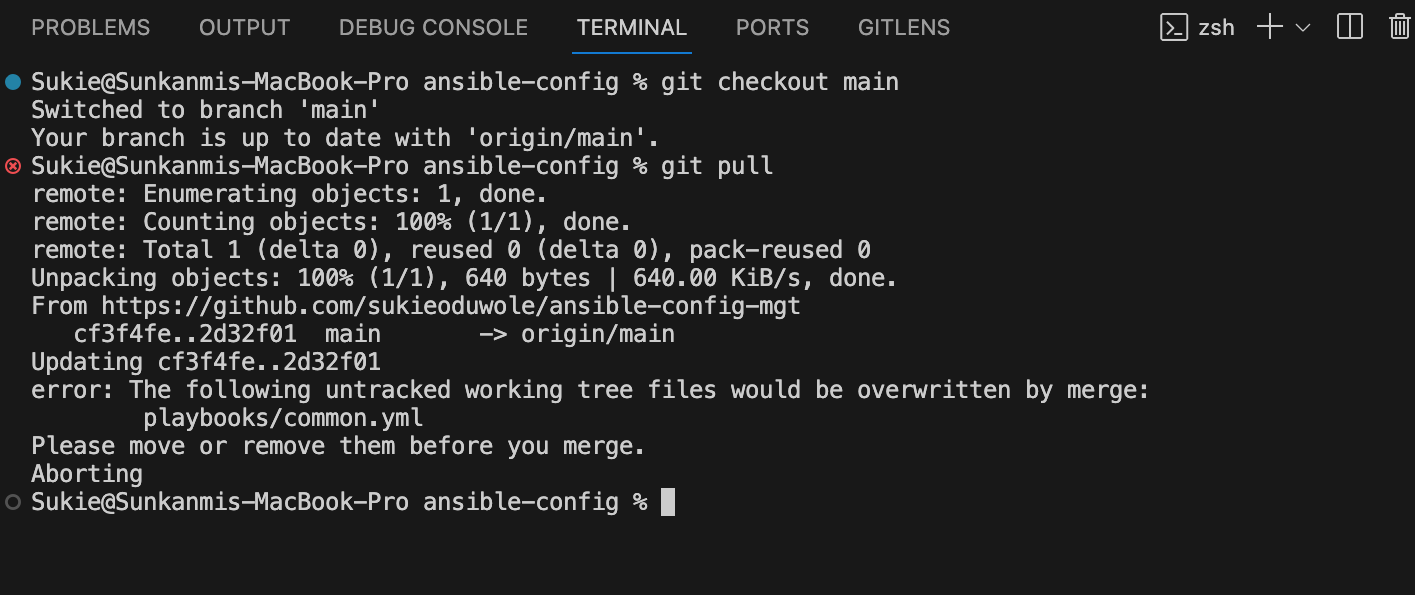 PROBLEMS OUTPUT DEBUG CONSOLE TERMINAL PORTS GITLENS zsh
Sukie@Sunkanmis-MacBook-Pro ansible-config % git checkout main
Switched to branch 'main'
Your branch is up to date with 'origin/main'.
Sukie@Sunkanmis-MacBook-Pro ansible-config % git pull
remote: Enumerating objects: 1, done.
remote: Counting objects: 100% (1/1), done.
remote: Total 1 (delta 0), reused 0 (delta 0), pack-reused 0
Unpacking objects: 100% (1/1), 640 bytes | 640.00 KiB/s, done.
From https://github.com/sukieoduwole/ansible-config-mgt
   cf3f4fe..2d32f01  main       -> origin/main
Updating cf3f4fe..2d32f01
error: The following untracked working tree files would be overwritten by merge:
        playbooks/common.yml
Please move or remove them before you merge.
Aborting
Sukie@Sunkanmis-MacBook-Pro ansible-config %